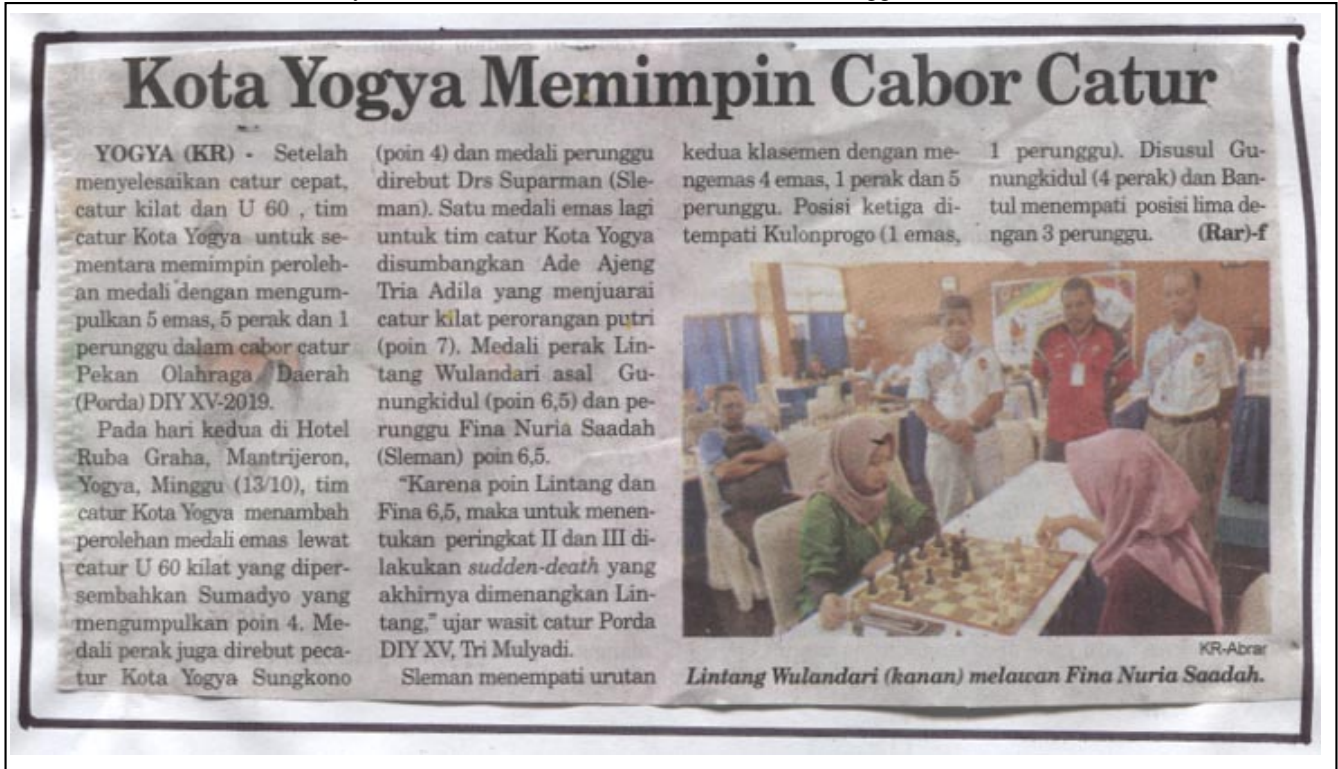 Kota Yogya Memimpin Cabor Catur
YOGYA (KR) - Setelah
menyelesaikan catur cepat,
catur kilat dan U 60 , tim
catur Kota Yogya untuk se-
mentara memimpin peroleh-
an medali dengan mengum-
pulkan 5 emas, 5 perak dan 1
perunggu dalam cabor catur
Pekan Olahraga Daerah
(Porda) DIY XV-2019.
Pada hari kedua di Hotel
Ruba Graha, Mantrijeron,
Yogya, Minggu (13/10), tim
catur Kota Yogya menambah
perolehan medali emas lewat
catur U 60 kilat yang diper-
sembahkan Sumadyo yang
mengumpulkan poin 4. Me-
dali perak juga direbut peca-
tur Kota Yogya Sungkono
(poin 4) dan medali perunggu
direbut Drs Suparman (Sle-
man). Satu medali emas lagi
untuk tim catur Kota Yogya
disumbangkan Ade Ajeng
Tria Adila yang menjuarai
catur kilat perorangan putri
(poin 7). Medali perak Lin-
tang Wulandari asal Gu-
nungkidul (poin 6,5) dan pe-
runggu Fina Nuria Saadah
(Sleman) poin 6,5.
"Karena poin Lintang dan
Fina 6,5, maka untuk menen-
tukan peringkat II dan III di-
lakukan sudden-death yang
akhirnya dimenangkan Lin-
tang," ujar wasit catur Porda
DIY XV, Tri Mulyadi.
Sleman menempati urutan
kedua klasemen dengan me-
ngemas 4 emas, 1 perak dan 5
perunggu. Posisi ketiga di-
tempati Kulonprogo (1 emas,
1 perunggu). Disusul Gu-
nungkidul (4 perak) dan Ban-
tul menempati posisi lima de-
ngan 3 perunggu. (Rar)-f
KR-Abrar
Lintang Wulandari (kanan) melawan Fina Nuria Saadah.